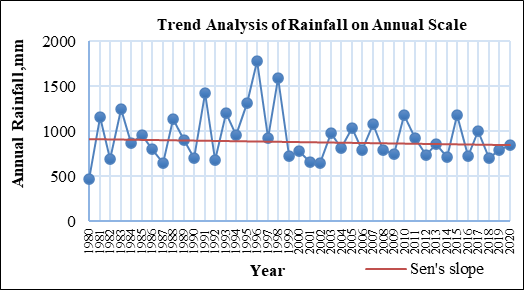 Trend Analysis of Rainfall on Annual Scale
Annual Rainfall,mm
2000
1500
1000
500
0
1980 1981 1982 1983 1984 1985 1986 1987 1988 1989 1990 1991 1992 1993 1994 1995 1996 1997 1998 1999 2000 2001 2002 2003 2004 2005 2006 2007 2008 2009 2010 2011 2012 2013 2014 2015 2016 2017 2018 2019 2020
Year
Sen's slope